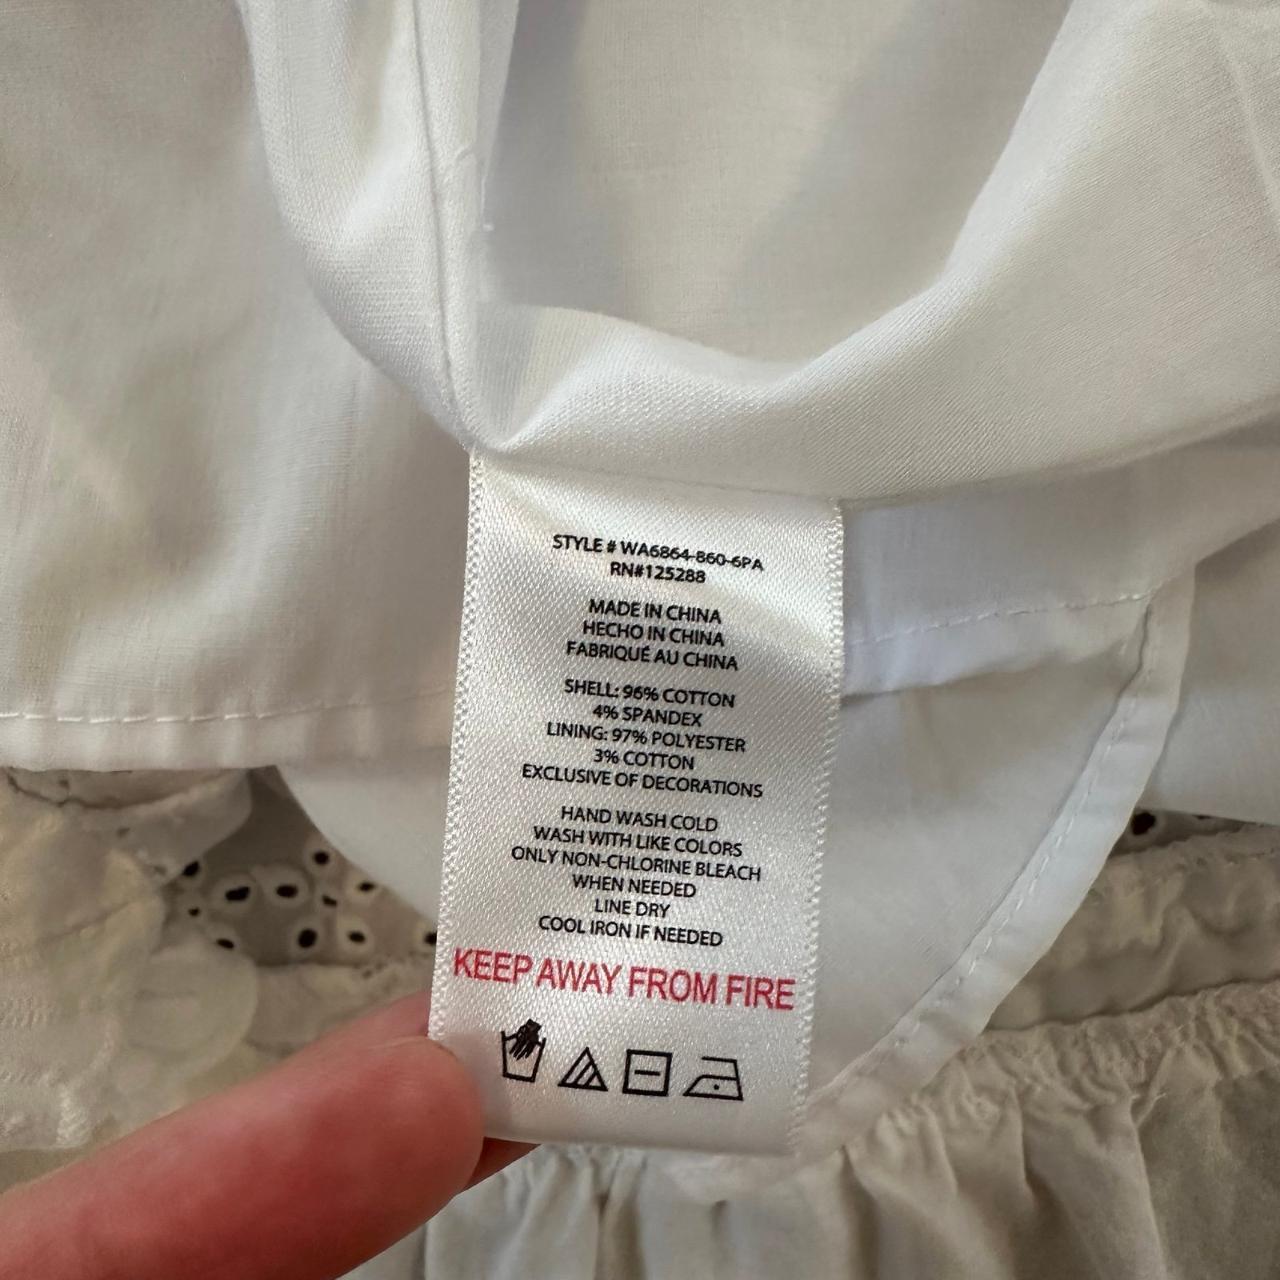 STYLE # WA6864-860-6PA
RN#125288
MADE IN CHINA
HECHO IN CHINA
FABRIQUÉ AU CHINA
SHELL: 96% COTTON
4% SPANDEX
LINING: 97% POLYESTER
3% COTTON
EXCLUSIVE OF DECORATIONS
HAND WASH COLD
WASH WITH LIKE COLORS
ONLY NON-CHLORINE BLEACH
WHEN NEEDED
LINE DRY
COOL IRON IF NEEDED
KEEP AWAY FROM FIRE